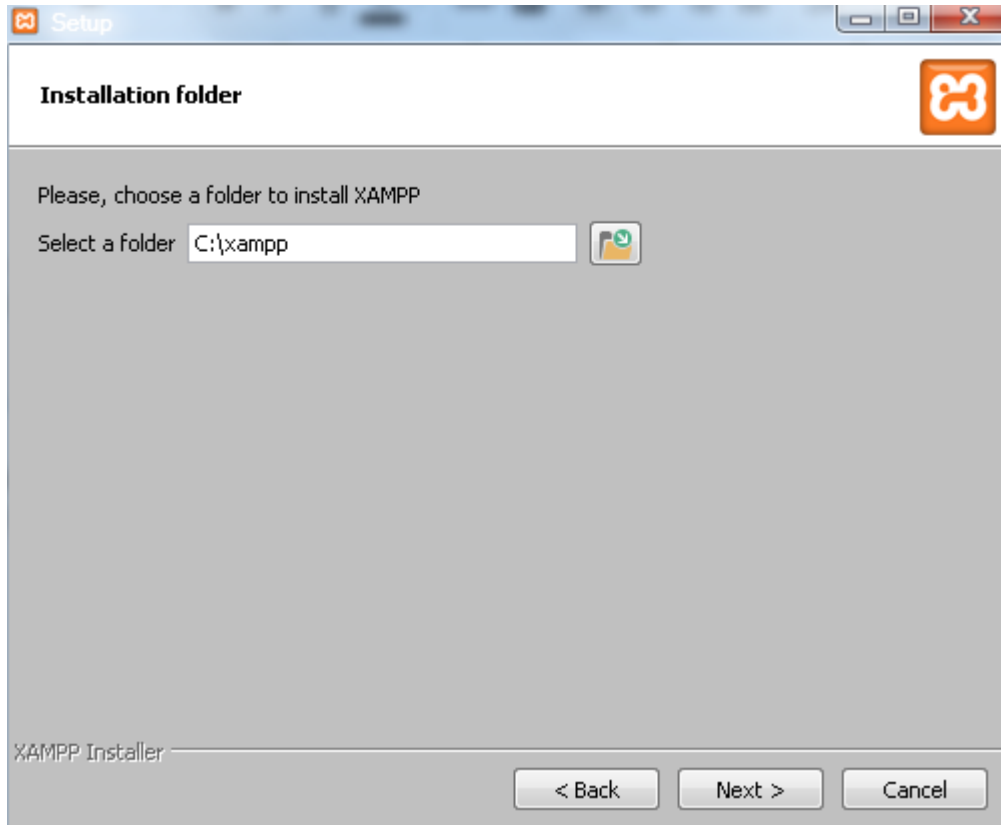 Setup
Installation folder
Please, choose a folder to install XAMPP
Select a folder C:\xampp
XAMPP Installer
< Back Next > Cancel